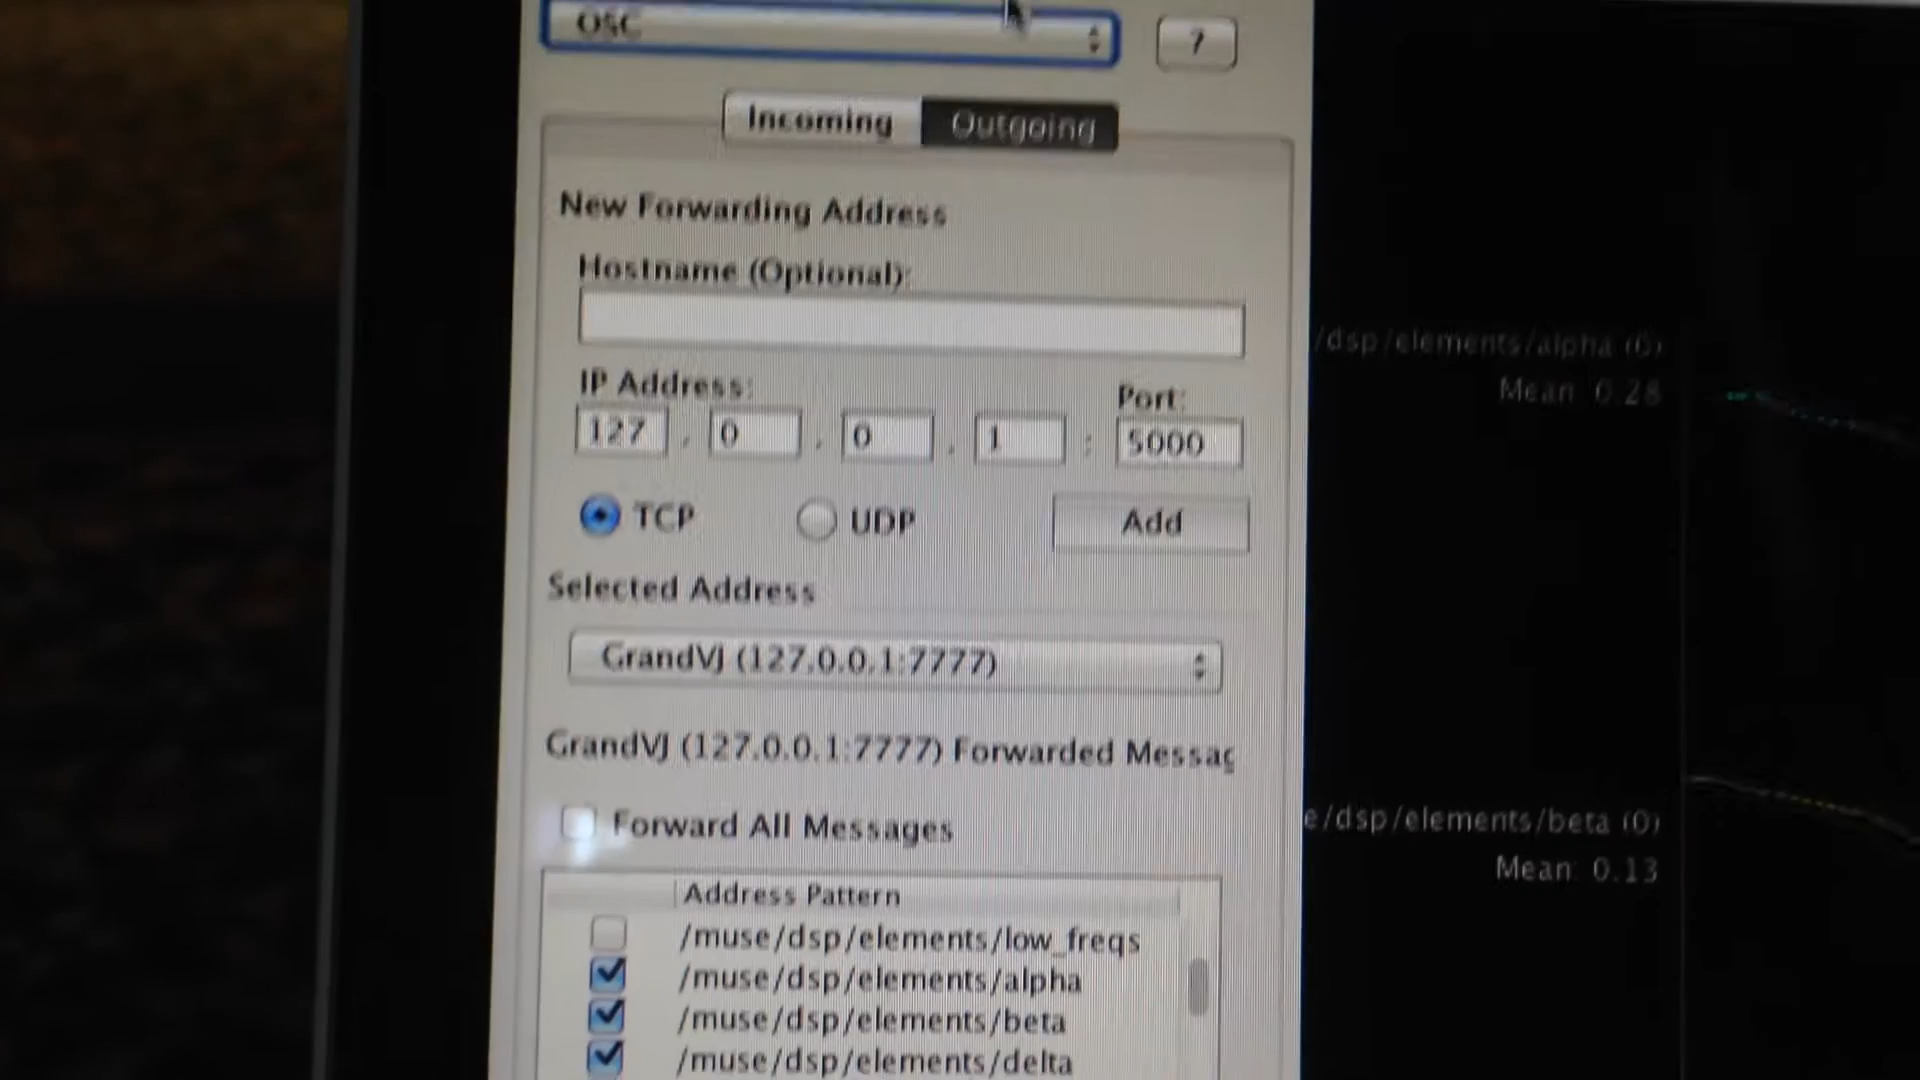 OSC
?
Incoming Outgoing
New Forwarding Address
Hostname (Optional):
IP Address: Port:
127 . 0 . 0 . 1 : 5000
TCP UDP Add
Selected Address
GrandVJ (127.0.0.1:7777)
GrandVJ (127.0.0.1:7777) Forwarded Messag
Forward All Messages
Address Pattern
/muse/dsp/elements/low_freqs
/muse/dsp/elements/alpha
/muse/dsp/elements/beta
/muse/dsp/elements/delta
/dsp/elements/alpha (0)
Mean: 0.28
e/dsp/elements/beta (0)
Mean: 0.13